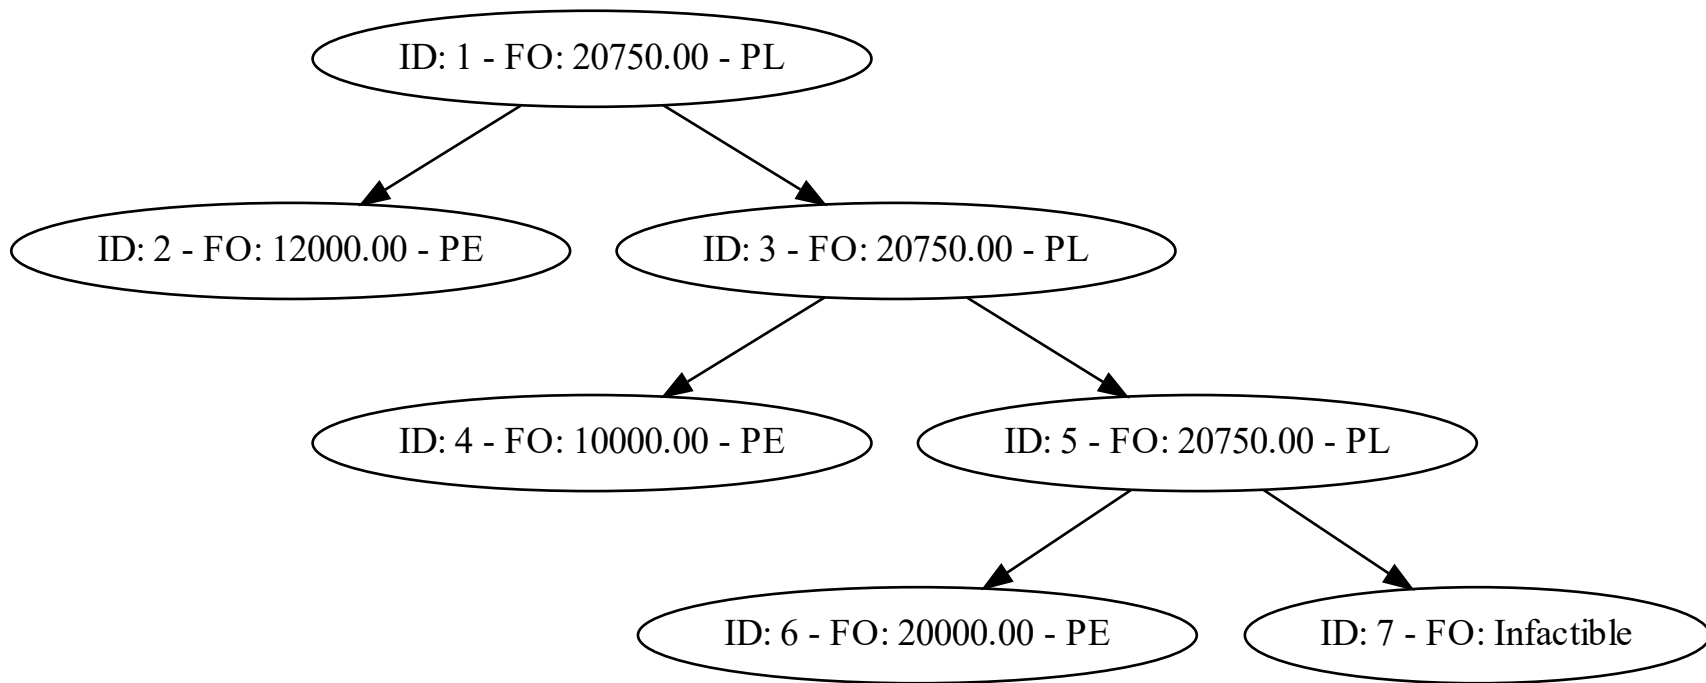 ID: 1 - FO: 20750.00 - PL
ID: 2 - FO: 12000.00 - PE
ID: 3 - FO: 20750.00 - PL
ID: 4 - FO: 10000.00 - PE
ID: 5 - FO: 20750.00 - PL
ID: 6 - FO: 20000.00 - PE
ID: 7 - FO: Infactible